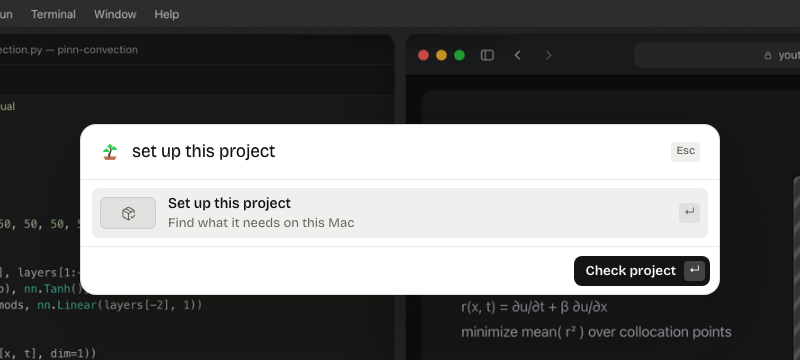 un Terminal Window Help
ection.py — pinn-convection
yout
ual
set up this project
Esc
Set up this project
Find what it needs on this Mac
50, 50, 50, 5
Check project
], layers[1:-
), nn.Tanh()
mods, nn.Linear(layers[-2], 1))
[x, t], dim=1))
r(x, t) = ∂u/∂t + β ∂u/∂x
minimize mean( r² ) over collocation points